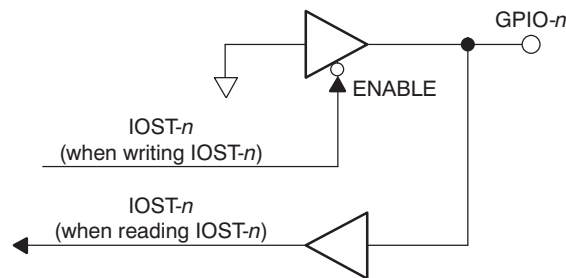 GPIO-n
ENABLE
IOST-n
(when writing IOST-n)
IOST-n
(when reading IOST-n)